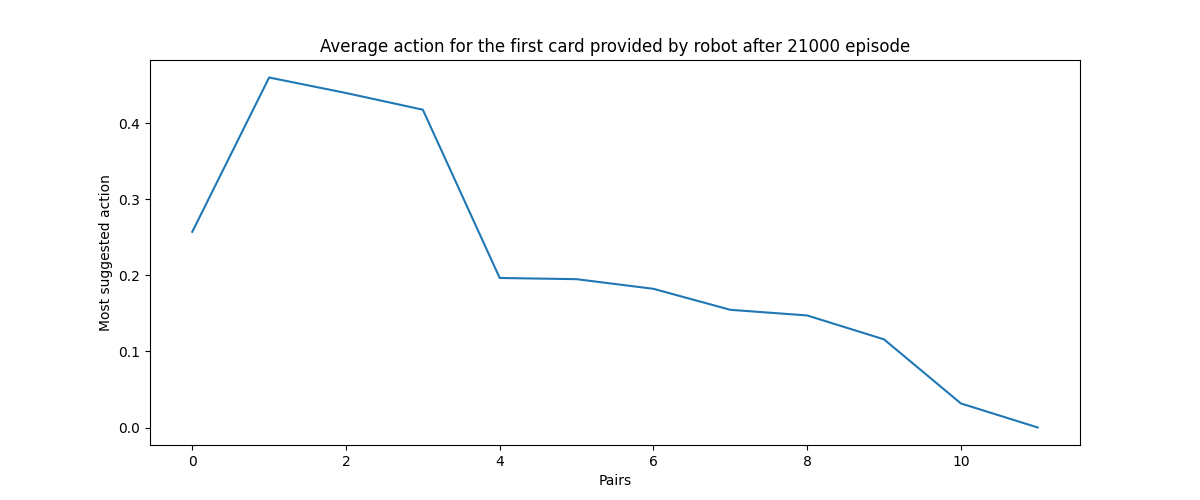 Average action for the first card provided by robot after 21000 episode
Most suggested action
0.4
0.3
0.2
0.1
0.0
0 2 4 6 8 10
Pairs